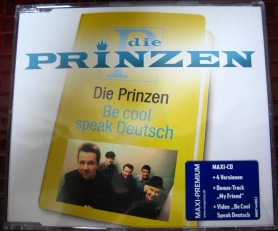 die
PRINZEN
Die Prinzen
Be cool
speak Deutsch
MAXI-PREMIUM
MAXI-CD
• 4 Versionen
• Bonus-Track
„My Friend“
• Video „Be Cool
Speak Deutsch